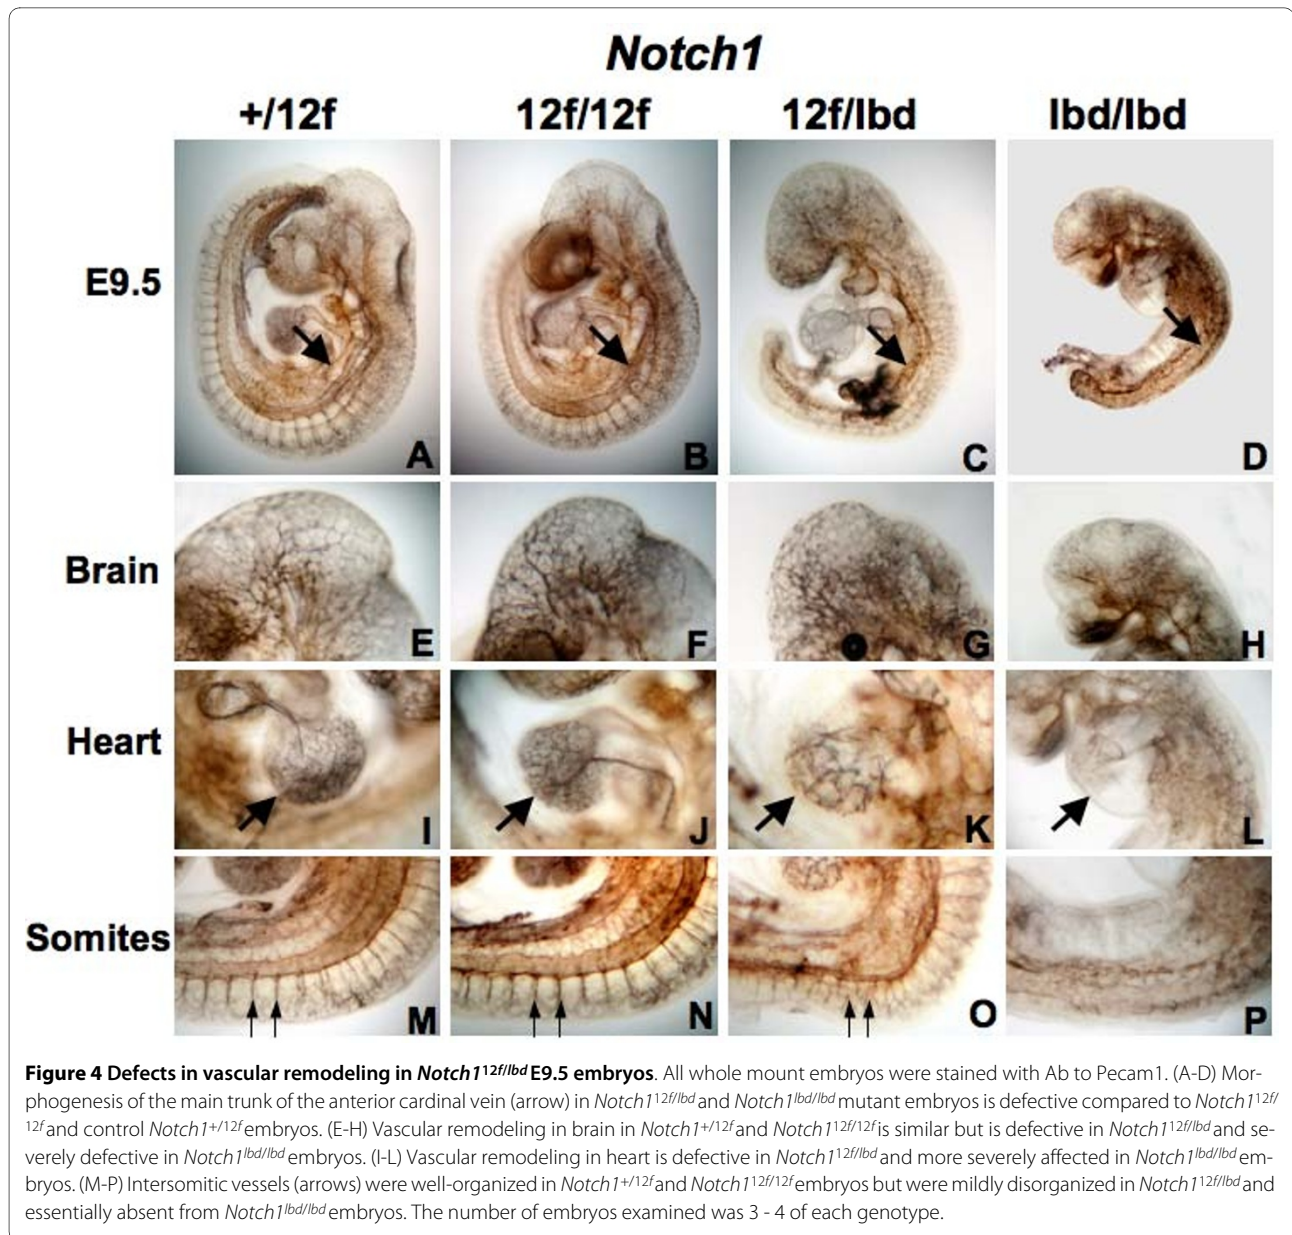 Notch1
+/12f 12f/12f 12f/lbd lbd/lbd
E9.5
A B C D
Brain
E F G H
Heart
I J K L
Somites
M N O P
Figure 4 Defects in vascular remodeling in Notch112f/lbd E9.5 embryos. All whole mount embryos were stained with Ab to Pecam1. (A-D) Mor-
phogenesis of the main trunk of the anterior cardinal vein (arrow) in Notch112f/lbd and Notch1lbd/lbd mutant embryos is defective compared to Notch112f/
12f and control Notch1+/12f embryos. (E-H) Vascular remodeling in brain in Notch1+/12f and Notch112f/12f is similar but is defective in Notch112f/lbd and se-
verely defective in Notch1lbd/lbd embryos. (I-L) Vascular remodeling in heart is defective in Notch112f/lbd and more severely affected in Notch1lbd/lbd em-
bryos. (M-P) Intersomitic vessels (arrows) were well-organized in Notch1+/12f and Notch112f/12f embryos but were mildly disorganized in Notch112f/lbd and
essentially absent from Notch1lbd/lbd embryos. The number of embryos examined was 3 - 4 of each genotype.